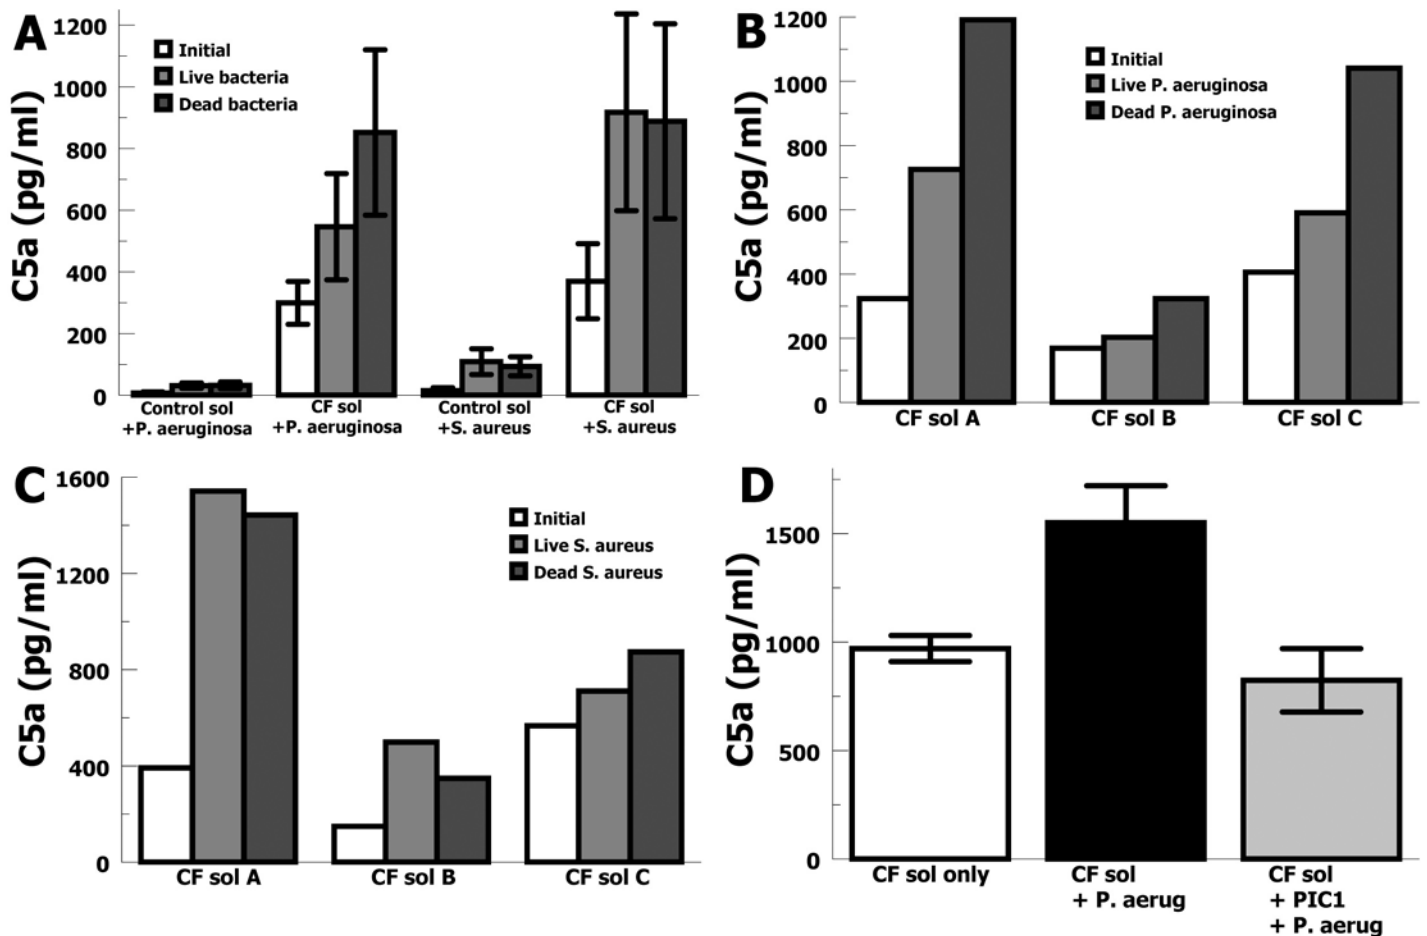 A
C5a (pg/ml)
1200
1000
800
600
400
200
0
Initial
Live bacteria
Dead bacteria
Control sol
+P. aeruginosa
CF sol
+P. aeruginosa
Control sol
+S. aureus
CF sol
+S. aureus
B
C5a (pg/ml)
1200
1000
800
600
400
200
0
Initial
Live P. aeruginosa
Dead P. aeruginosa
CF sol A
CF sol B
CF sol C
C
C5a (pg/ml)
1600
1200
800
400
0
Initial
Live S. aureus
Dead S. aureus
CF sol A
CF sol B
CF sol C
D
C5a (pg/ml)
1500
1000
500
0
CF sol only
CF sol
+ P. aerug
CF sol
+ PIC1
+ P. aerug